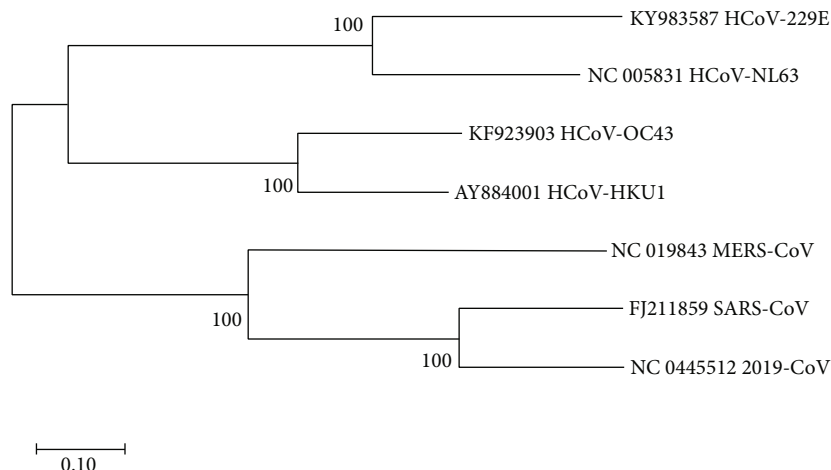 100
KY983587 HCoV-229E
NC 005831 HCoV-NL63
KF923903 HCoV-OC43
100
AY884001 HCoV-HKU1
NC 019843 MERS-CoV
100
FJ211859 SARS-CoV
100
NC 0445512 2019-CoV
0.10